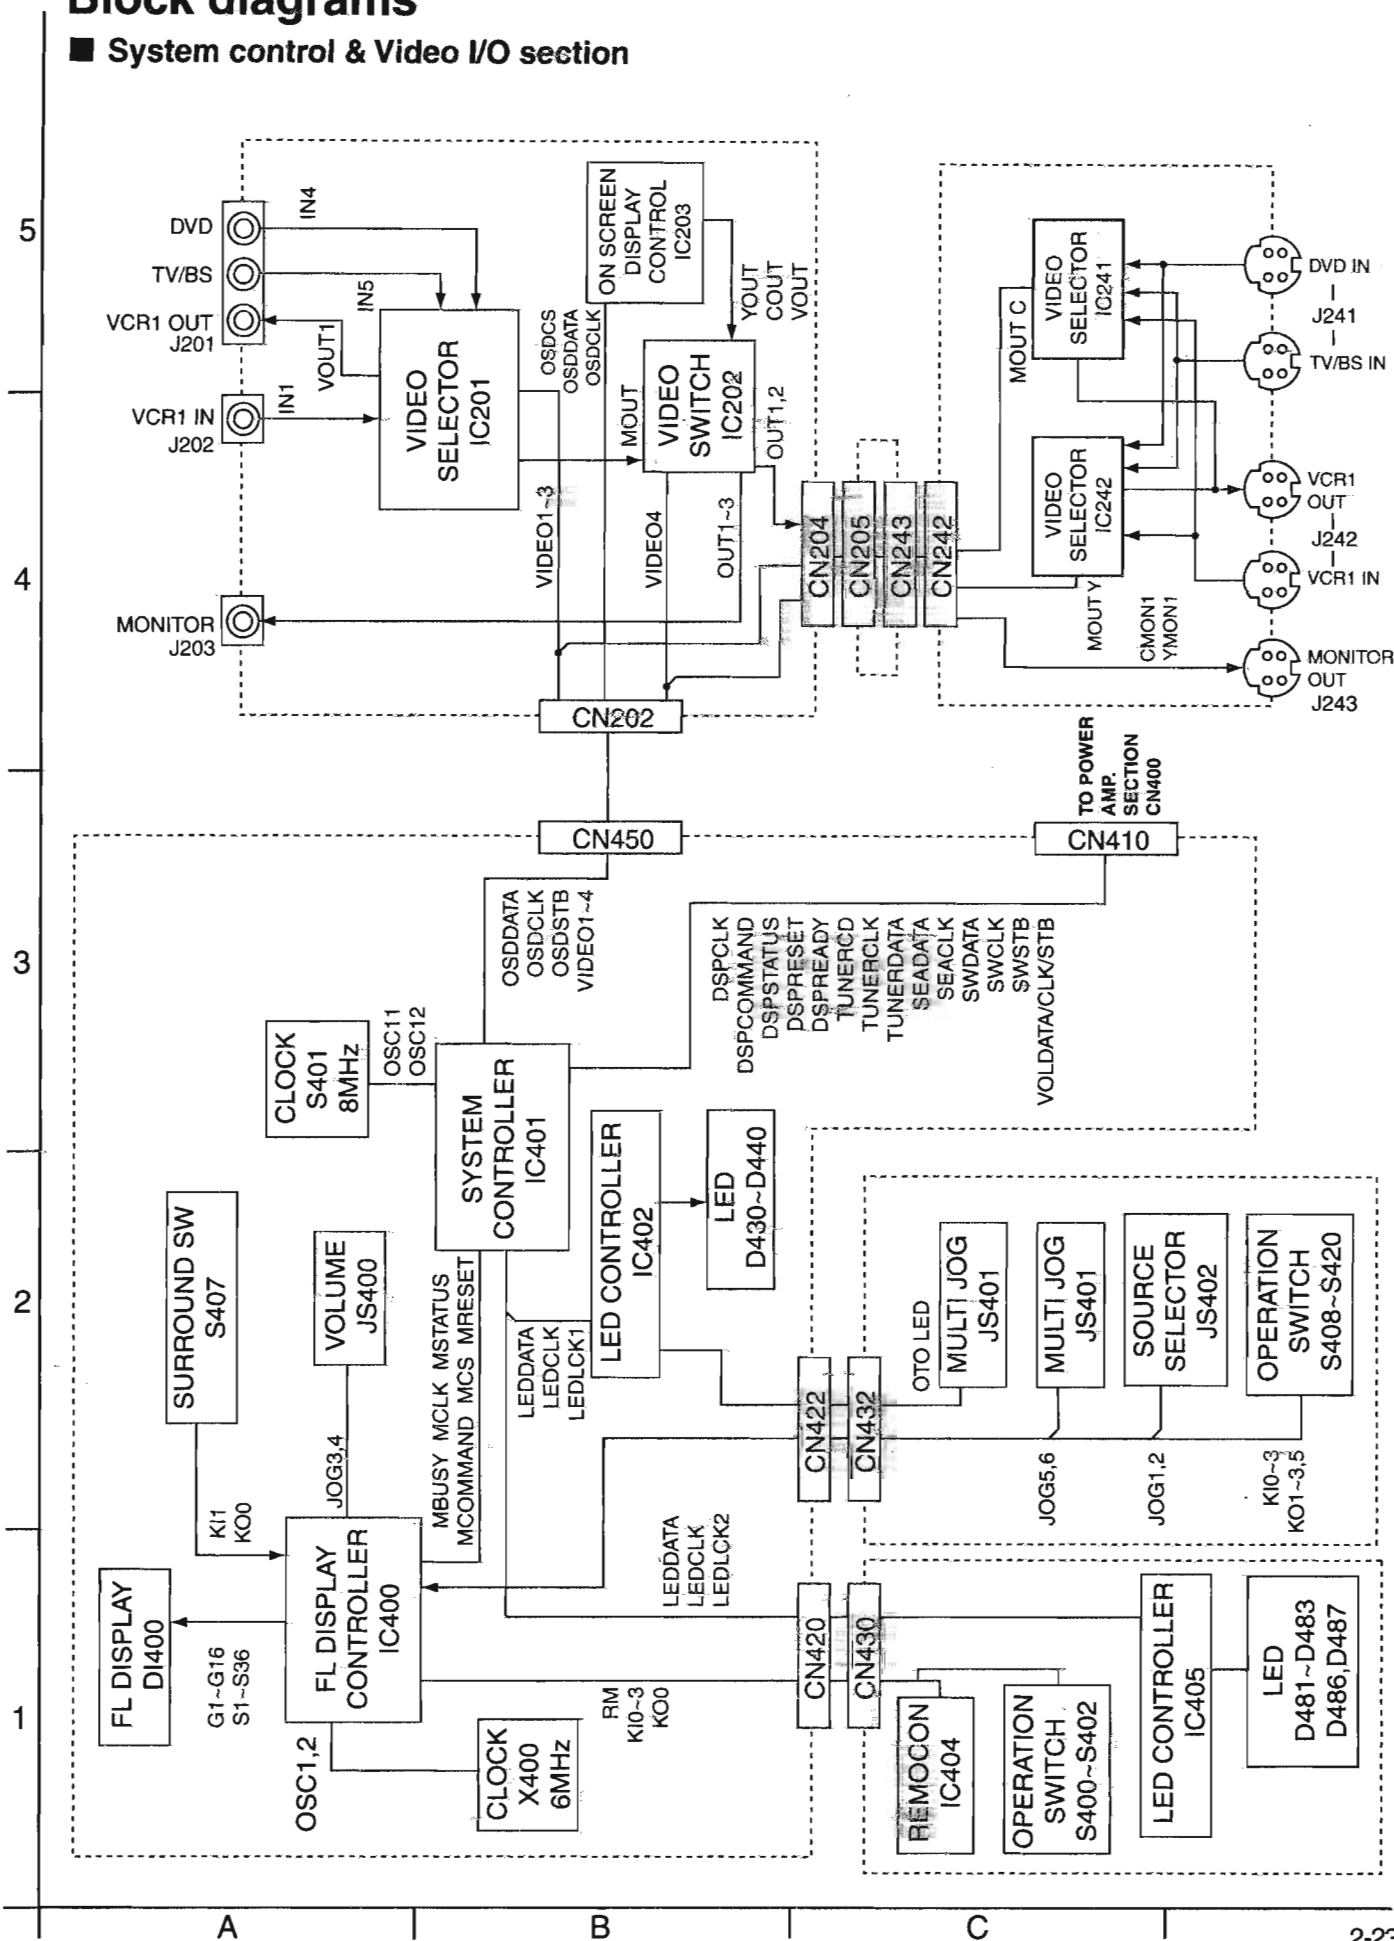 Block diagrams
■ System control & Video I/O section
5
4
3
2
1
DVD
TV/BS
VCR1 OUT
J201
VCR1 IN
J202
MONITOR
J203
IN4
IN5
VOUT1
IN1
VIDEO
SELECTOR
IC201
ON SCREEN
DISPLAY
CONTROL
IC203
OSDCS
OSDDATA
OSDCLK
YOUT
COUT
VOUT
MOUT
VIDEO
SWITCH
IC202
OUT1,2
VIDEO1~3
VIDEO4
OUT1~3
CN204
CN205
CN243
CN242
CN202
MOUT C
VIDEO
SELECTOR
IC241
VIDEO
SELECTOR
IC242
MOUT Y
CMON1
YMON1
DVD IN
J241
TV/BS IN
VCR1
OUT
J242
VCR1 IN
MONITOR
OUT
J243
TO POWER
AMP.
SECTION
CN400
CN450
CN410
OSDDATA
OSDCLK
OSDSTB
VIDEO1~4
DSPCLK
DSPCOMMAND
DSPSTATUS
DSPRESET
DSPREADY
TUNERCD
TUNERCLK
TUNERDATA
SEADATA
SEACLK
SWDATA
SWCLK
SWSTB
VOLDATA/CLK/STB
CLOCK
S401
8MHz
OSC11
OSC12
SYSTEM
CONTROLLER
IC401
LED CONTROLLER
IC402
LED
D430~D440
SURROUND SW
S407
VOLUME
JS400
MBUSY MCLK MSTATUS
MCOMMAND MCS MRESET
LEDDATA
LEDCLK
LEDLCK1
JOG3,4
KI1
KO0
CN422
CN432
OTO LED
MULTI JOG
JS401
MULTI JOG
JS401
SOURCE
SELECTOR
JS402
OPERATION
SWITCH
S408~S420
JOG5,6
JOG1,2
KI0~3
KO1~3,5
FL DISPLAY
DI400
G1~G16
S1~S36
FL DISPLAY
CONTROLLER
IC400
OSC1,2
CLOCK
X400
6MHz
LEDDATA
LEDCLK
LEDLCK2
RM
KI0~3
KO0
CN420
CN430
REMOCON
IC404
OPERATION
SWITCH
S400~S402
LED CONTROLLER
IC405
LED
D481~D483
D486,D487
A
B
C
2-23